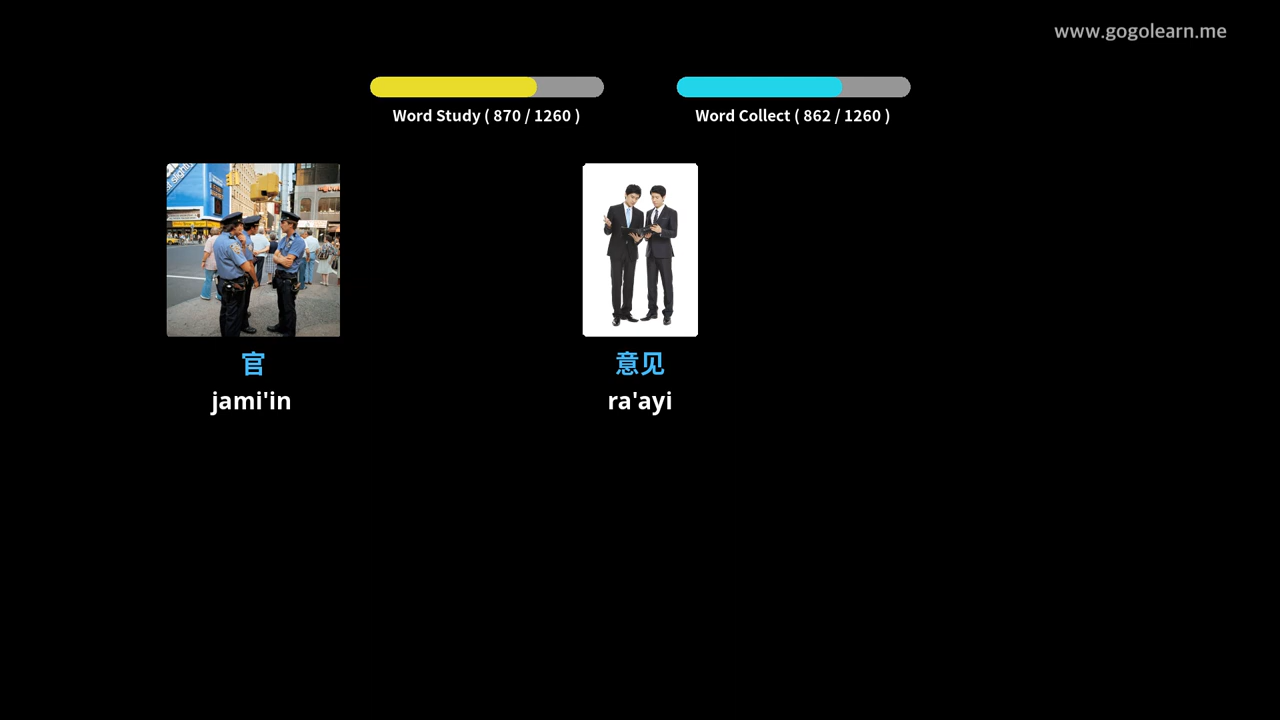 www.gogolearn.me
Word Study ( 870 / 1260 )
Word Collect ( 862 / 1260 )
官
jami'in
意见
ra'ayi